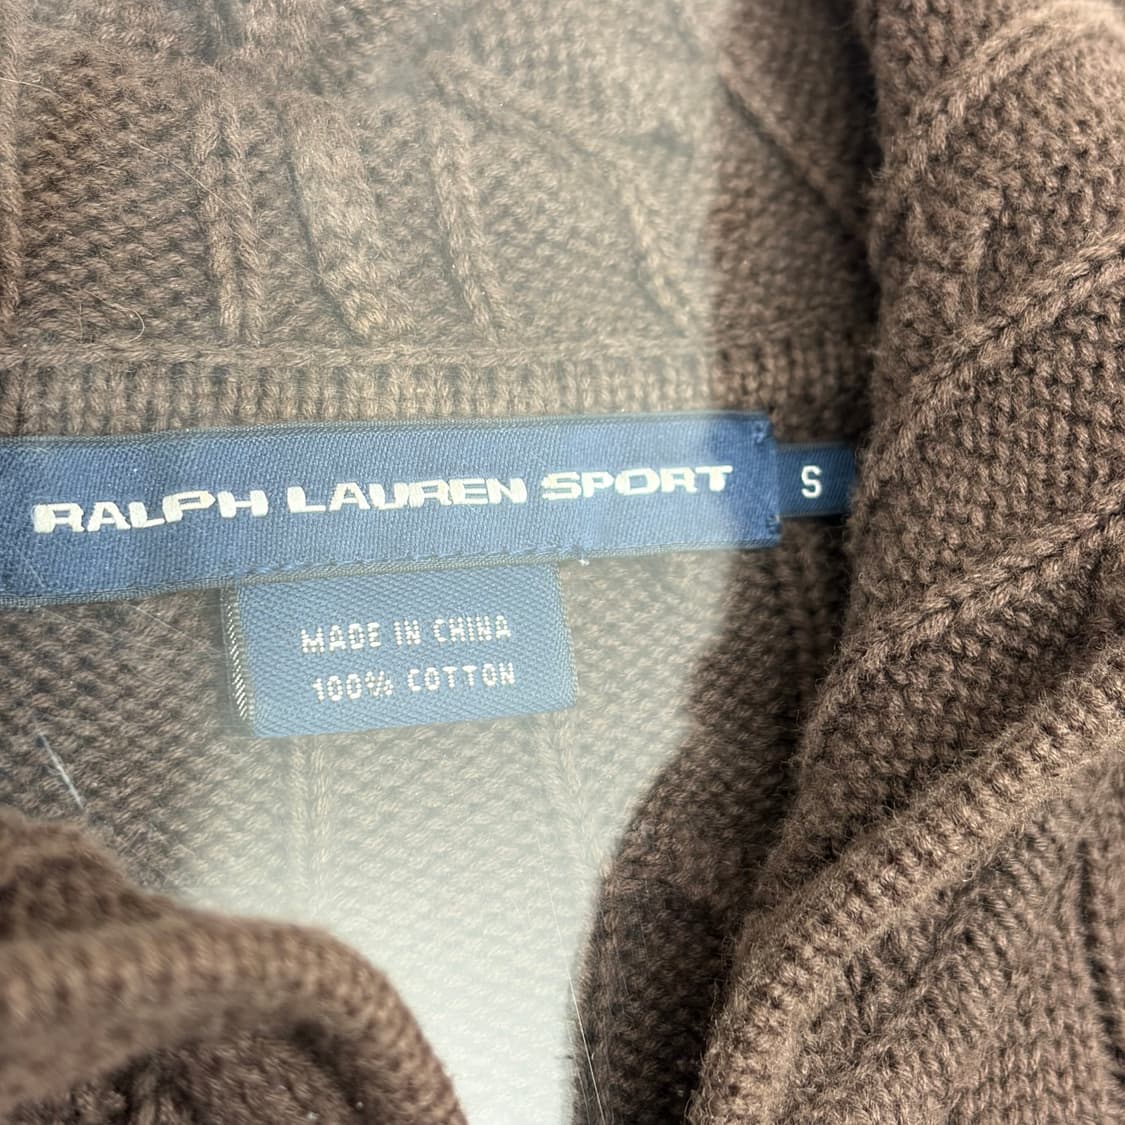 RALPH LAUREN SPORT
S
MADE IN CHINA
100% COTTON